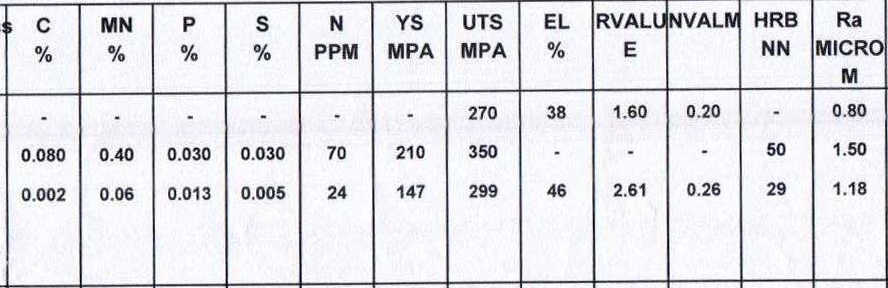 s C MN P S N YS UTS EL RVALU NVALM HRB Ra
% % % % PPM MPA MPA % E NN MICRO
M
- - - - - - 270 38 1.60 0.20 - 0.80
0.080 0.40 0.030 0.030 70 210 350 - - - 50 1.50
0.002 0.06 0.013 0.005 24 147 299 46 2.61 0.26 29 1.18